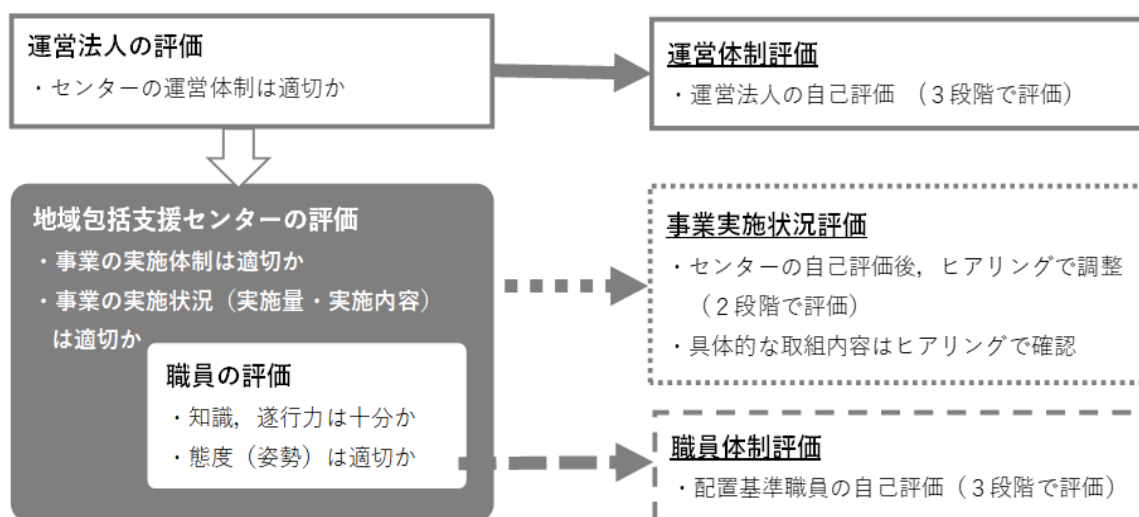 運営法人の評価
・センターの運営体制は適切か
運営体制評価
・運営法人の自己評価 （３段階で評価）
地域包括支援センターの評価
・事業の実施体制は適切か
・事業の実施状況（実施量・実施内容）
は適切か
職員の評価
・知識，遂行力は十分か
・態度（姿勢）は適切か
事業実施状況評価
・センターの自己評価後，ヒアリングで調整
（２段階で評価）
・具体的な取組内容はヒアリングで確認
職員体制評価
・配置基準職員の自己評価（３段階で評価）